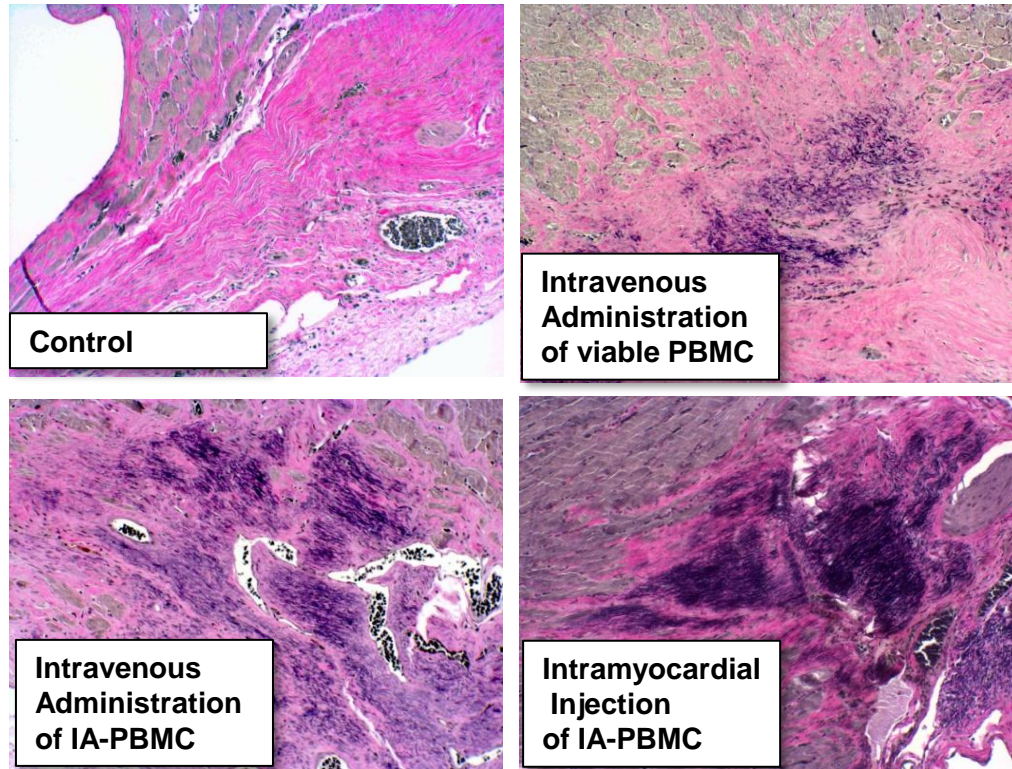 Control
Intravenous
Administration
of viable PBMC
Intravenous
Administration
of IA-PBMC
Intramyocardial
Injection
of IA-PBMC